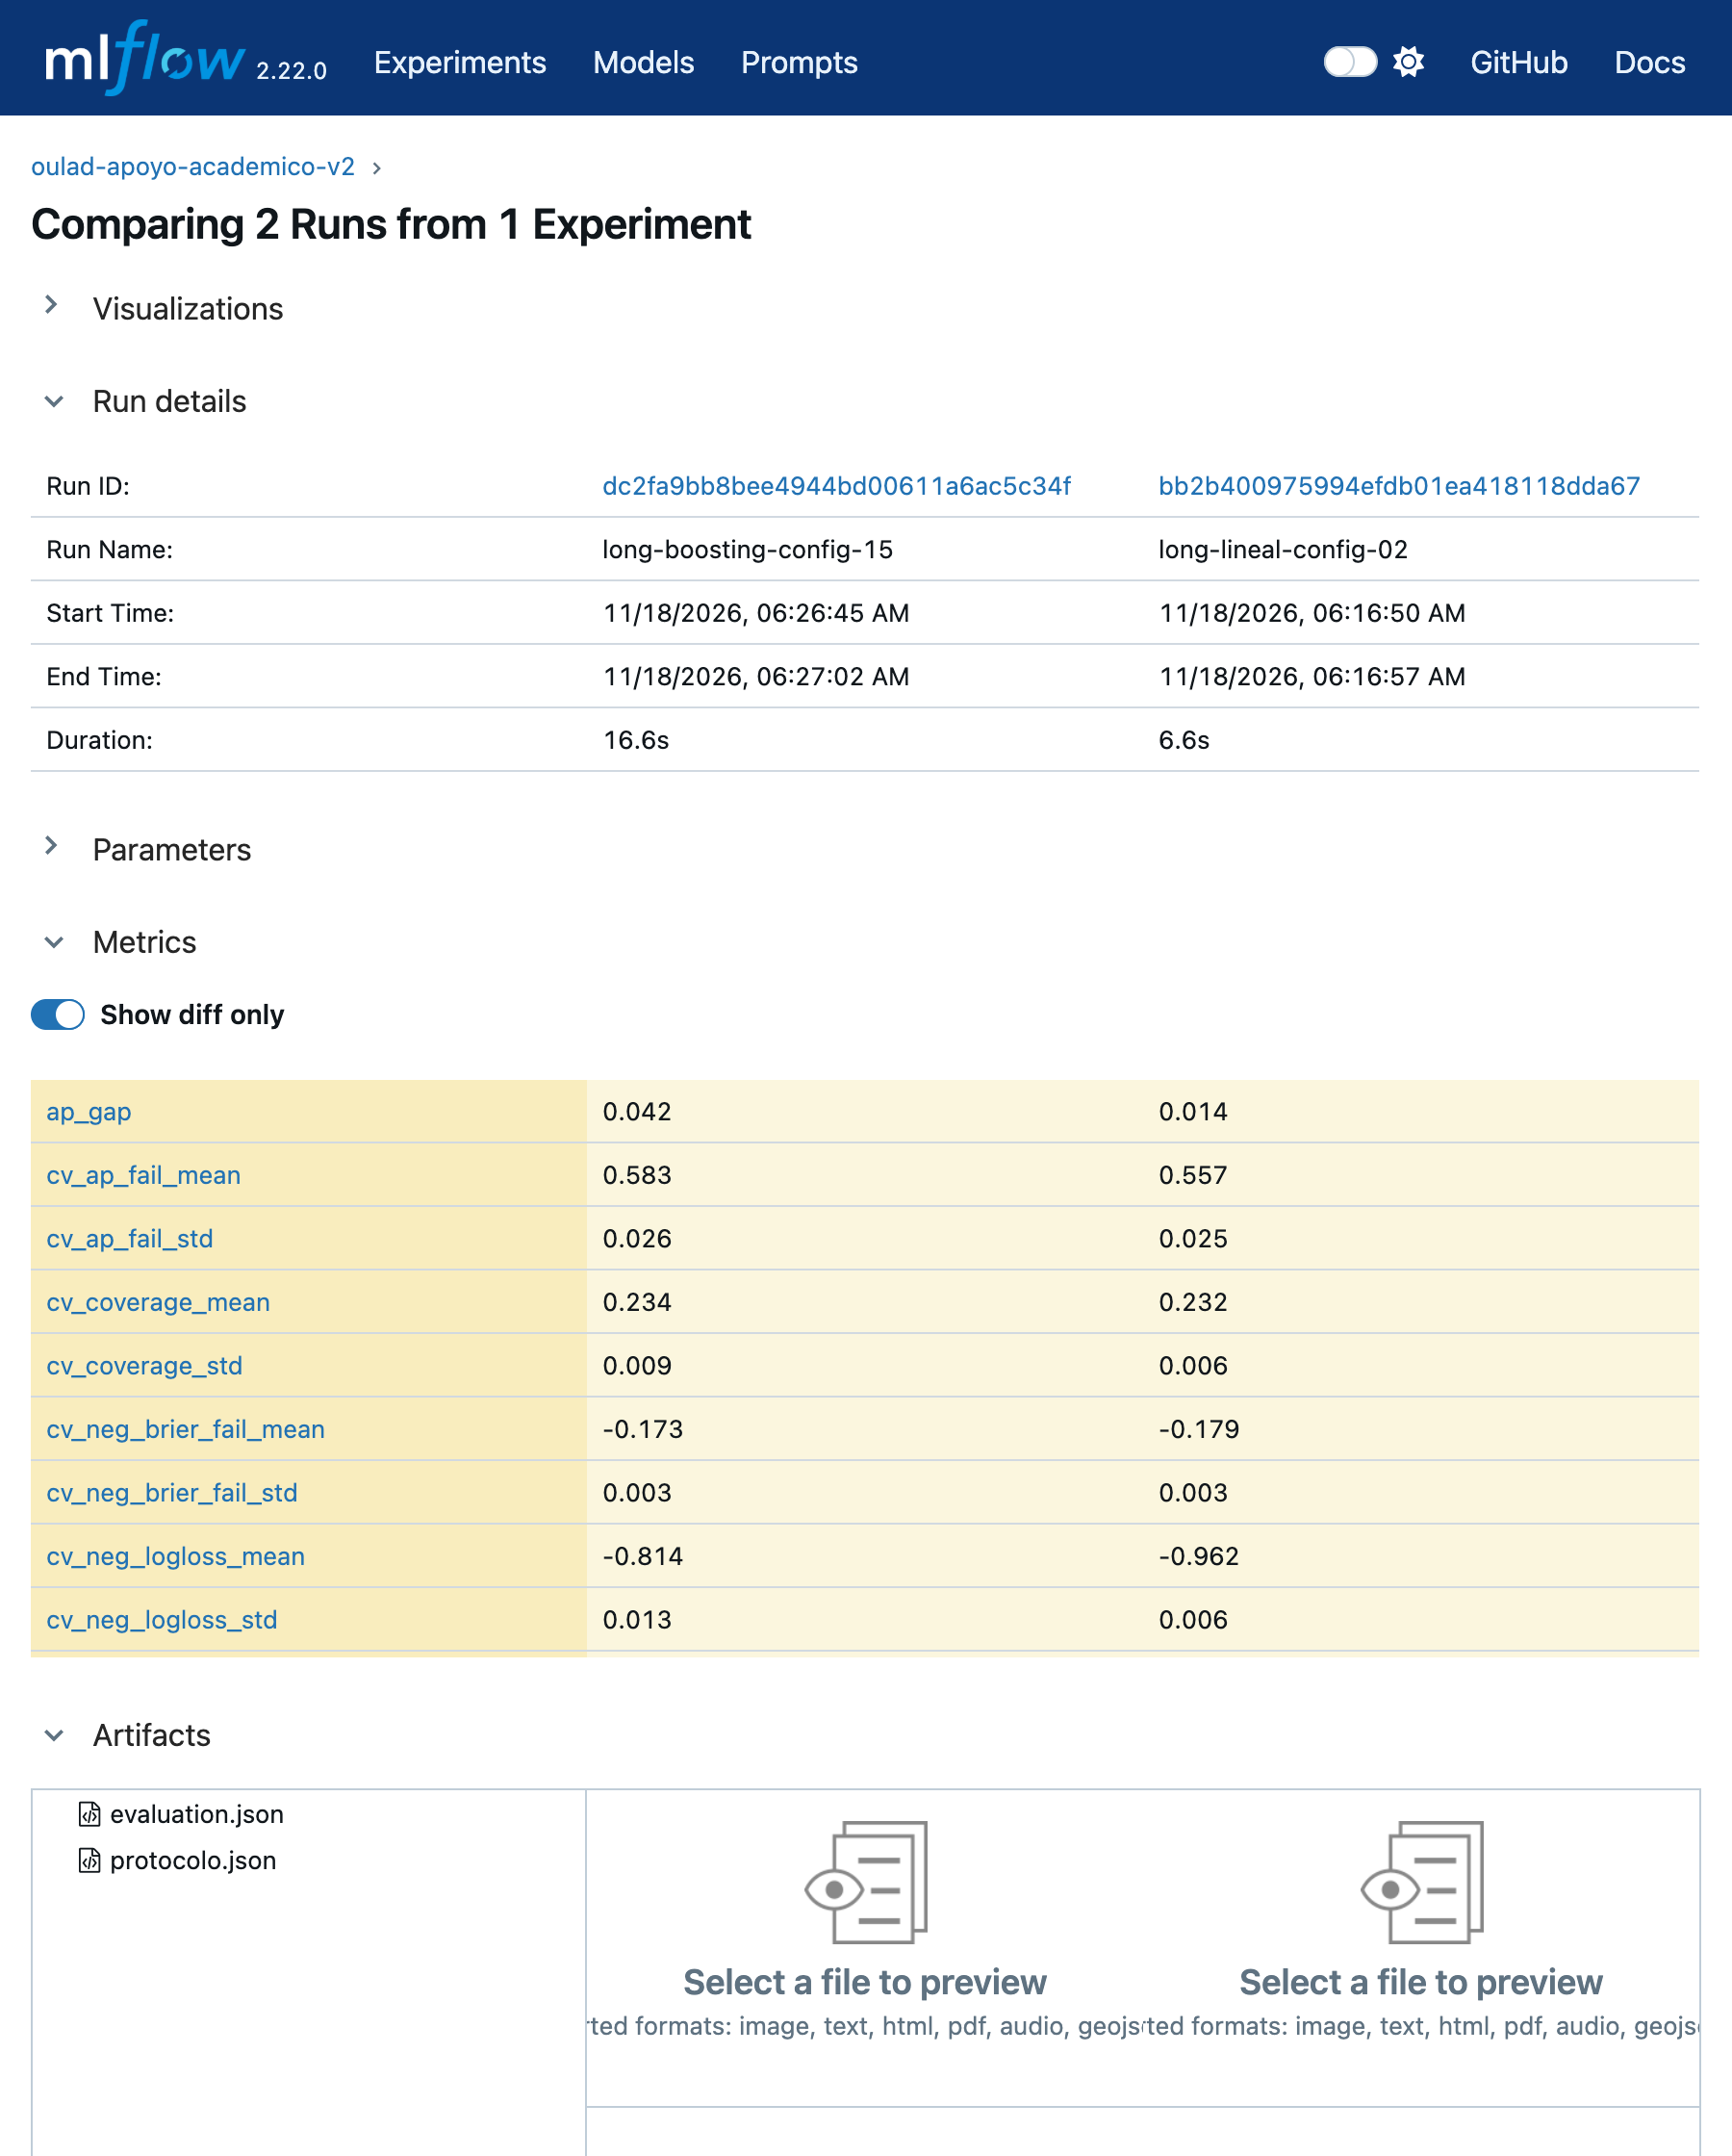 mlflow 2.22.0 Experiments Models Prompts GitHub Docs
oulad-apoyo-academico-v2
Comparing 2 Runs from 1 Experiment
Visualizations
Run details
Run ID: dc2fa9bb8bee4944bd00611a6ac5c34f bb2b400975994efdb01ea418118dda67
Run Name: long-boosting-config-15 long-lineal-config-02
Start Time: 11/18/2026, 06:26:45 AM 11/18/2026, 06:16:50 AM
End Time: 11/18/2026, 06:27:02 AM 11/18/2026, 06:16:57 AM
Duration: 16.6s 6.6s
Parameters
Metrics
Show diff only
ap_gap 0.042 0.014
cv_ap_fail_mean 0.583 0.557
cv_ap_fail_std 0.026 0.025
cv_coverage_mean 0.234 0.232
cv_coverage_std 0.009 0.006
cv_neg_brier_fail_mean -0.173 -0.179
cv_neg_brier_fail_std 0.003 0.003
cv_neg_logloss_mean -0.814 -0.962
cv_neg_logloss_std 0.013 0.006
Artifacts
evaluation.json
protocolo.json
Select a file to preview Select a file to preview
formats: image, text, html, pdf, audio, formats: image, text, html, pdf, audio,